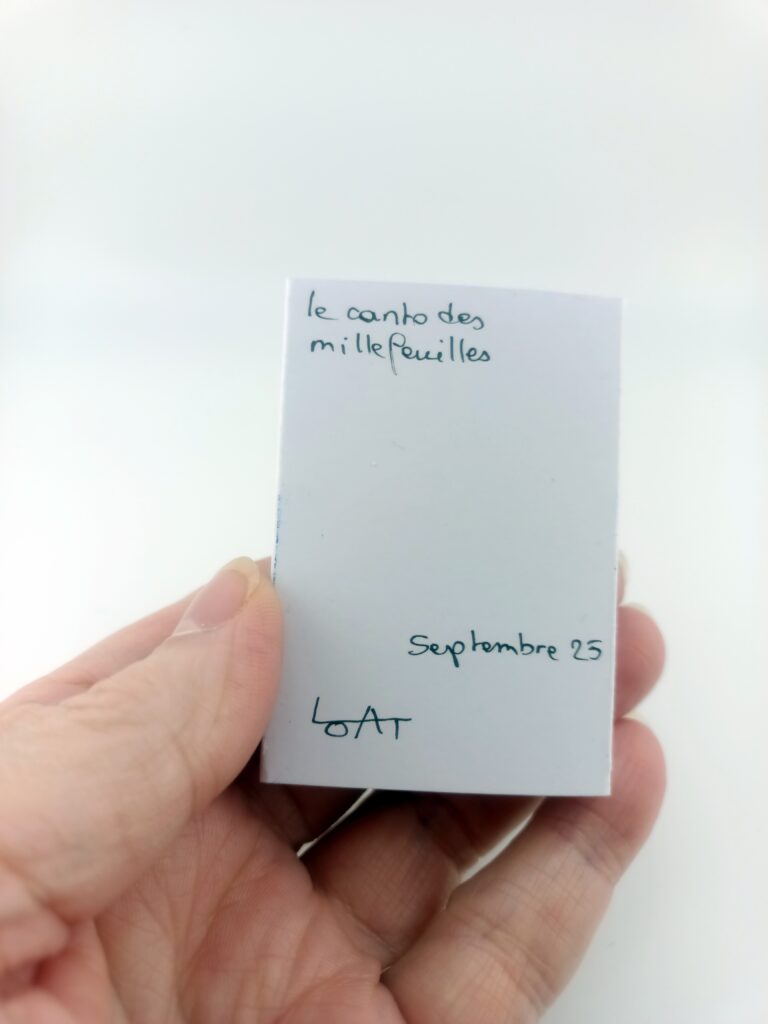 le canto des
millefeuilles
Septembre 25
LOAT